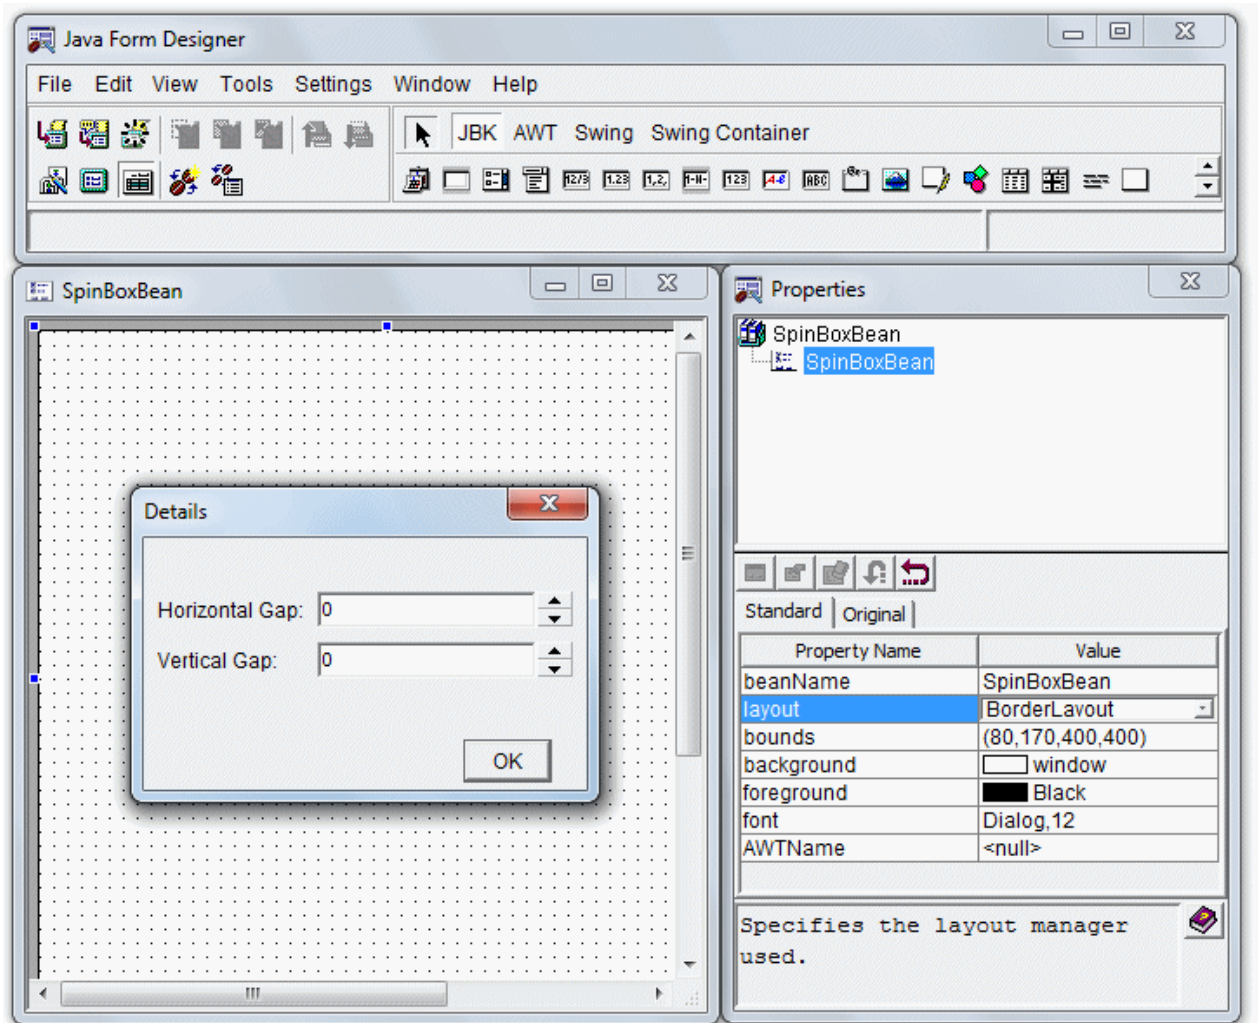 Java Form Designer
File Edit View Tools Settings Window Help
JBK AWT Swing Swing Container
SpinBoxBean
Details
Horizontal Gap: 0
Vertical Gap: 0
OK
Properties
SpinBoxBean
SpinBoxBean
Standard Original
Property Name Value
beanName SpinBoxBean
layout BorderLayout
bounds (80,170,400,400)
background window
foreground Black
font Dialog,12
AWTName <null>
Specifies the layout manager
used.